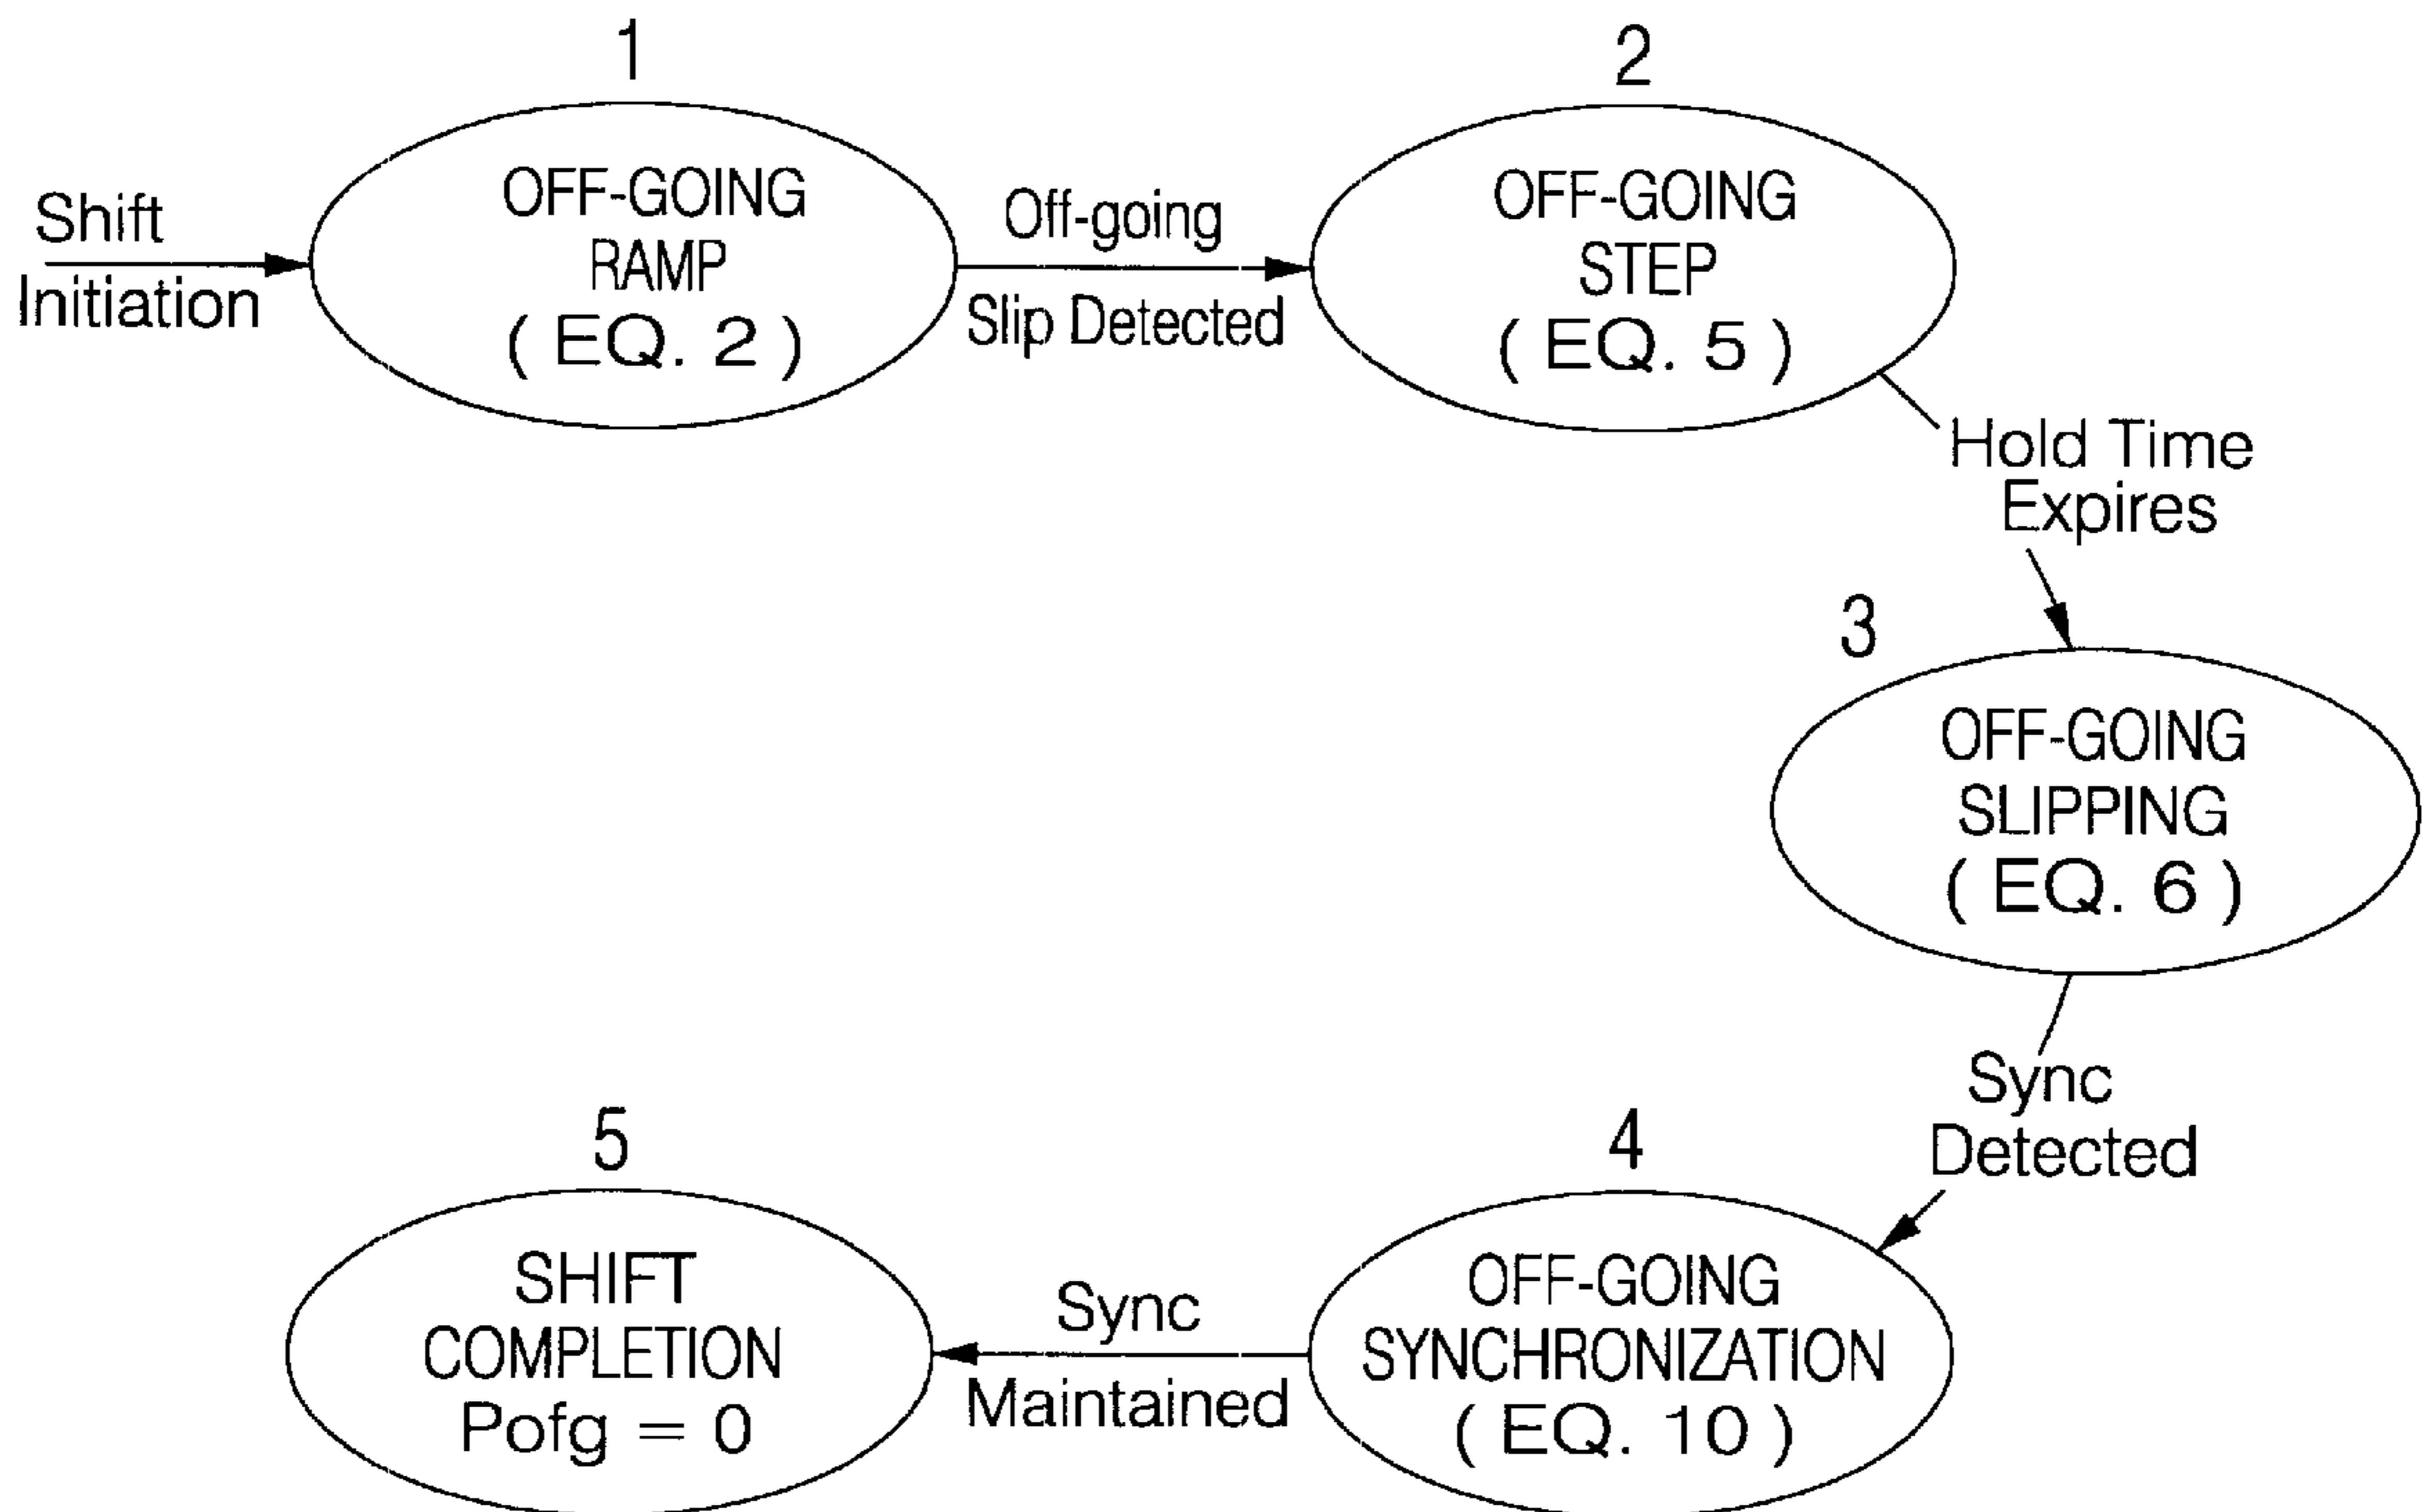 1
OFF-GOING
RAMP
( EQ. 2 )
Shift
Initiation
Off-going
Slip Detected
2
OFF-GOING
STEP
( EQ. 5 )
Hold Time
Expires
3
OFF-GOING
SLIPPING
( EQ. 6 )
Sync
Detected
4
OFF-GOING
SYNCHRONIZATION
( EQ. 10 )
Sync
Maintained
5
SHIFT
COMPLETION
Pofg = 0